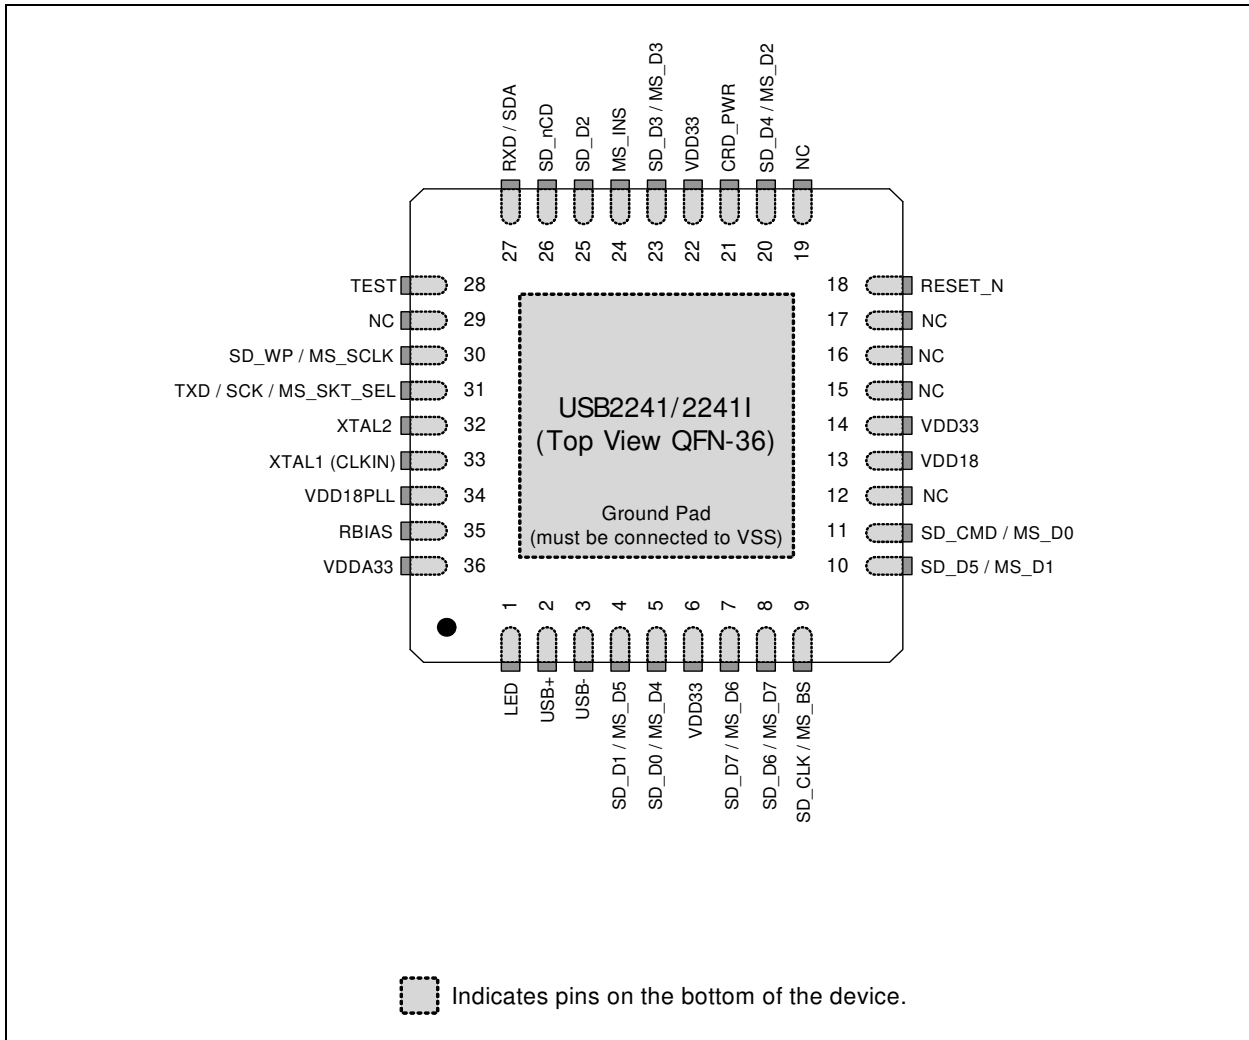 RXD / SDA
SD_nCD
SD_D2
MS_INS
SD_D3 / MS_D3
VDD33
CRD_PWR
SD_D4 / MS_D2
NC
27
26
25
24
23
22
21
20
19
TEST 28
NC 29
SD_WP / MS_SCLK 30
TXD / SCK / MS_SKT_SEL 31
XTAL2 32
XTAL1 (CLKIN) 33
VDD18PLL 34
RBIAS 35
VDDA33 36
USB2241/2241I
(Top View QFN-36)
Ground Pad
(must be connected to VSS)
18 RESET_N
17 NC
16 NC
15 NC
14 VDD33
13 VDD18
12 NC
11 SD_CMD / MS_D0
10 SD_D5 / MS_D1
1
2
3
4
5
6
7
8
9
LED
USB+
USB-
SD_D1 / MS_D5
SD_D0 / MS_D4
VDD33
SD_D7 / MS_D6
SD_D6 / MS_D7
SD_CLK / MS_BS
Indicates pins on the bottom of the device.